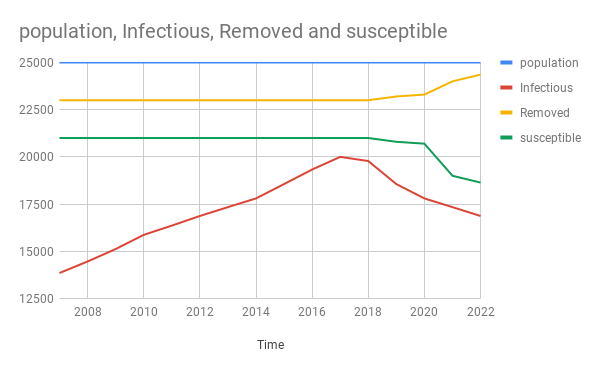 population, Infectious, Removed and susceptible
25000
22500
20000
17500
15000
12500
2008 2010 2012 2014 2016 2018 2020 2022
Time
population
Infectious
Removed
susceptible